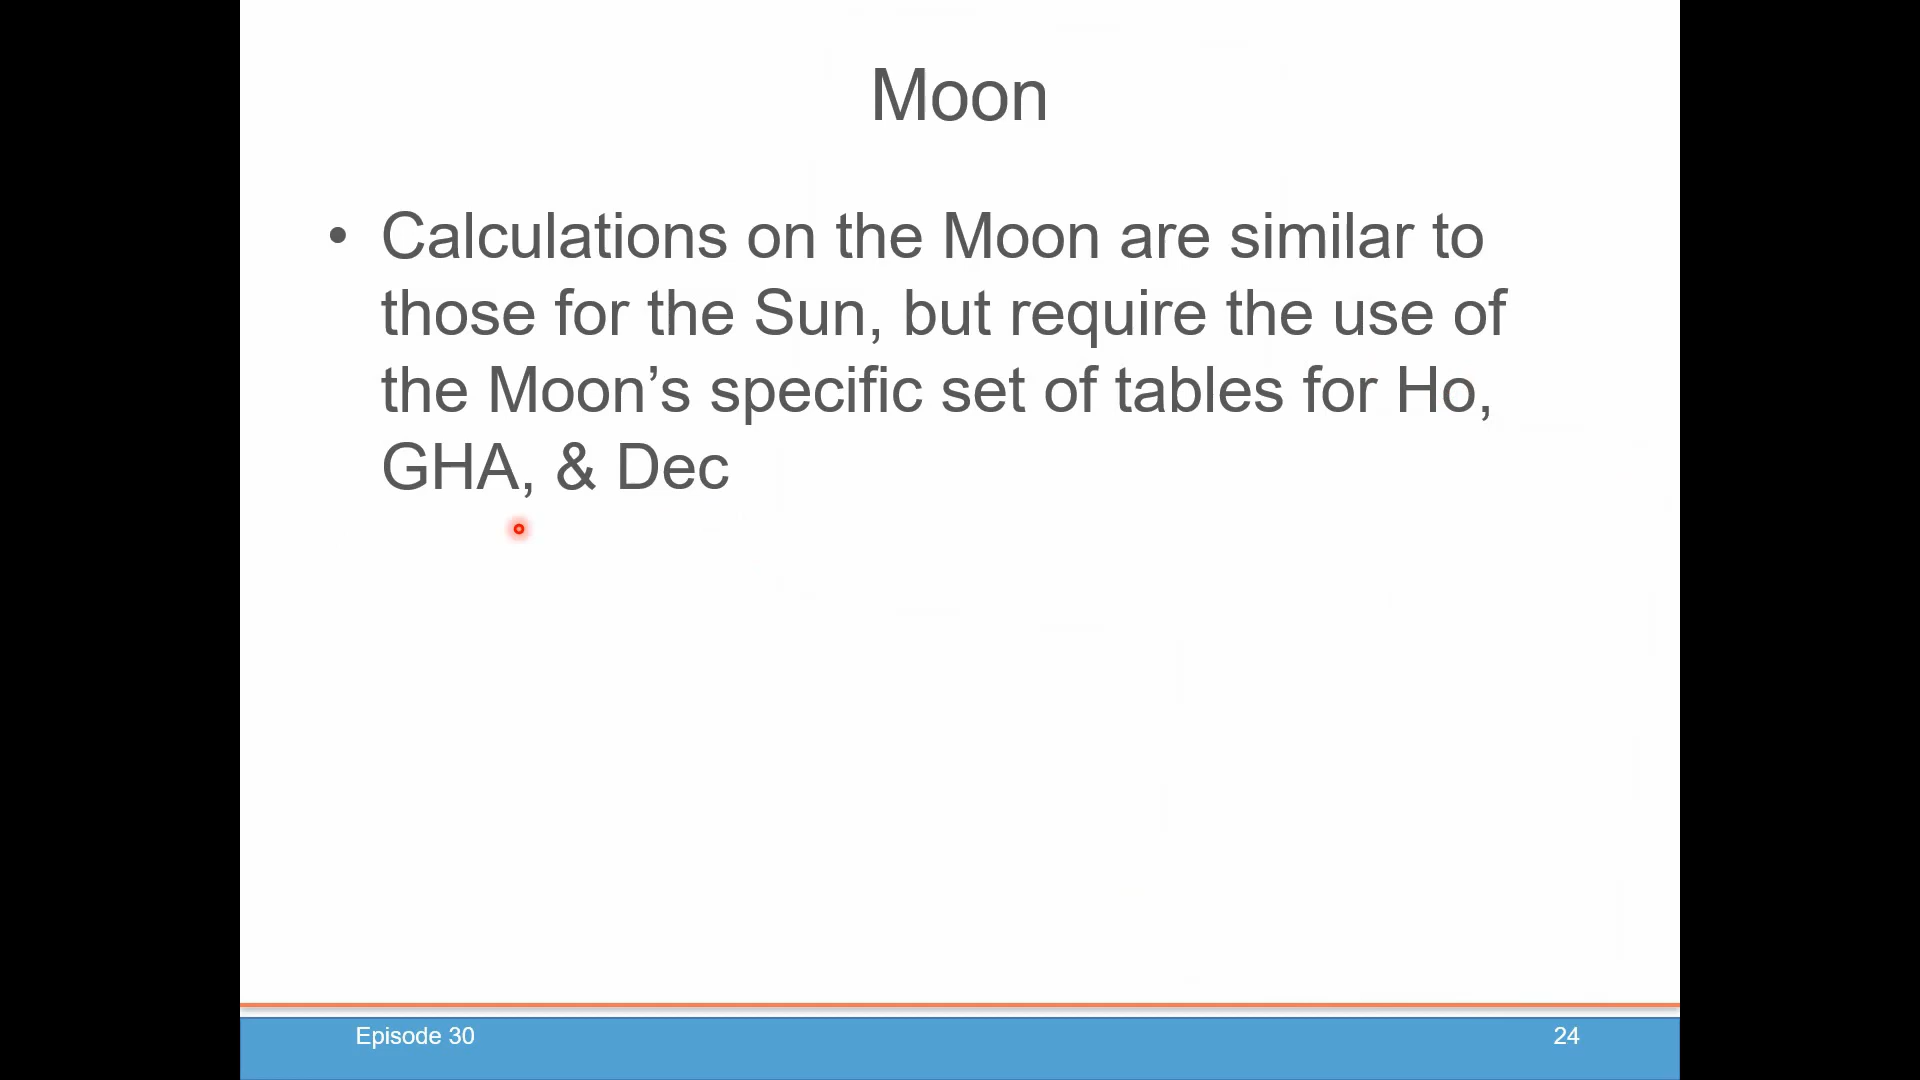 Moon
• Calculations on the Moon are similar to
those for the Sun, but require the use of
the Moon’s specific set of tables for Ho,
GHA, & Dec
Episode 30
24